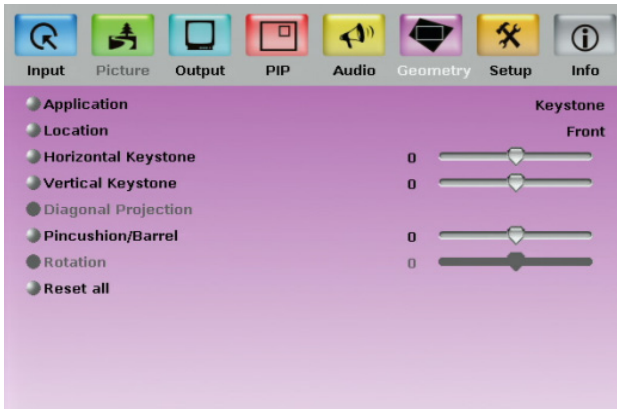 Input Picture Output PIP Audio Geometry Setup Info
Application Keystone
Location Front
Horizontal Keystone 0
Vertical Keystone 0
Diagonal Projection
Pincushion/Barrel 0
Rotation 0
Reset all